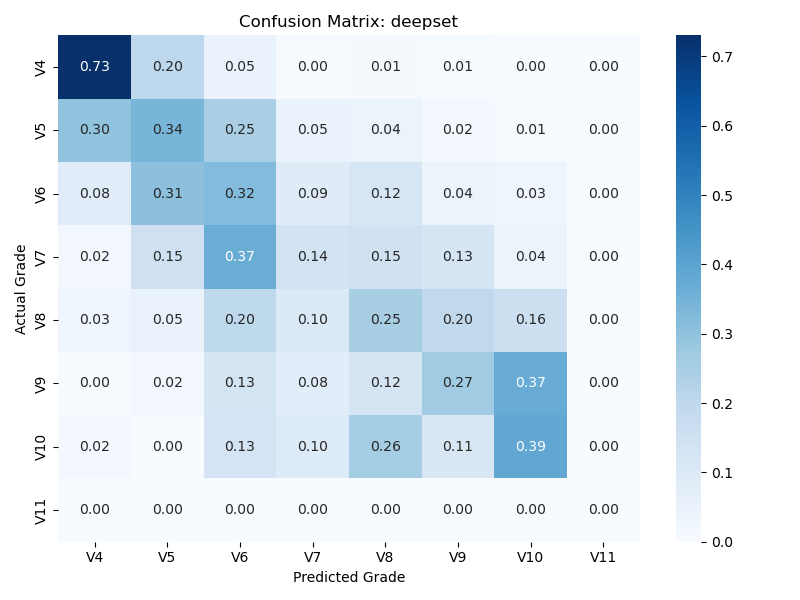 Confusion Matrix: deepset
V4 0.73 0.20 0.05 0.00 0.01 0.01 0.00 0.00
V5 0.30 0.34 0.25 0.05 0.04 0.02 0.01 0.00
V6 0.08 0.31 0.32 0.09 0.12 0.04 0.03 0.00
V7 0.02 0.15 0.37 0.14 0.15 0.13 0.04 0.00
V8 0.03 0.05 0.20 0.10 0.25 0.20 0.16 0.00
V9 0.00 0.02 0.13 0.08 0.12 0.27 0.37 0.00
V10 0.02 0.00 0.13 0.10 0.26 0.11 0.39 0.00
V11 0.00 0.00 0.00 0.00 0.00 0.00 0.00 0.00
V4 V5 V6 V7 V8 V9 V10 V11
Predicted Grade
Actual Grade
0.7
0.6
0.5
0.4
0.3
0.2
0.1
0.0